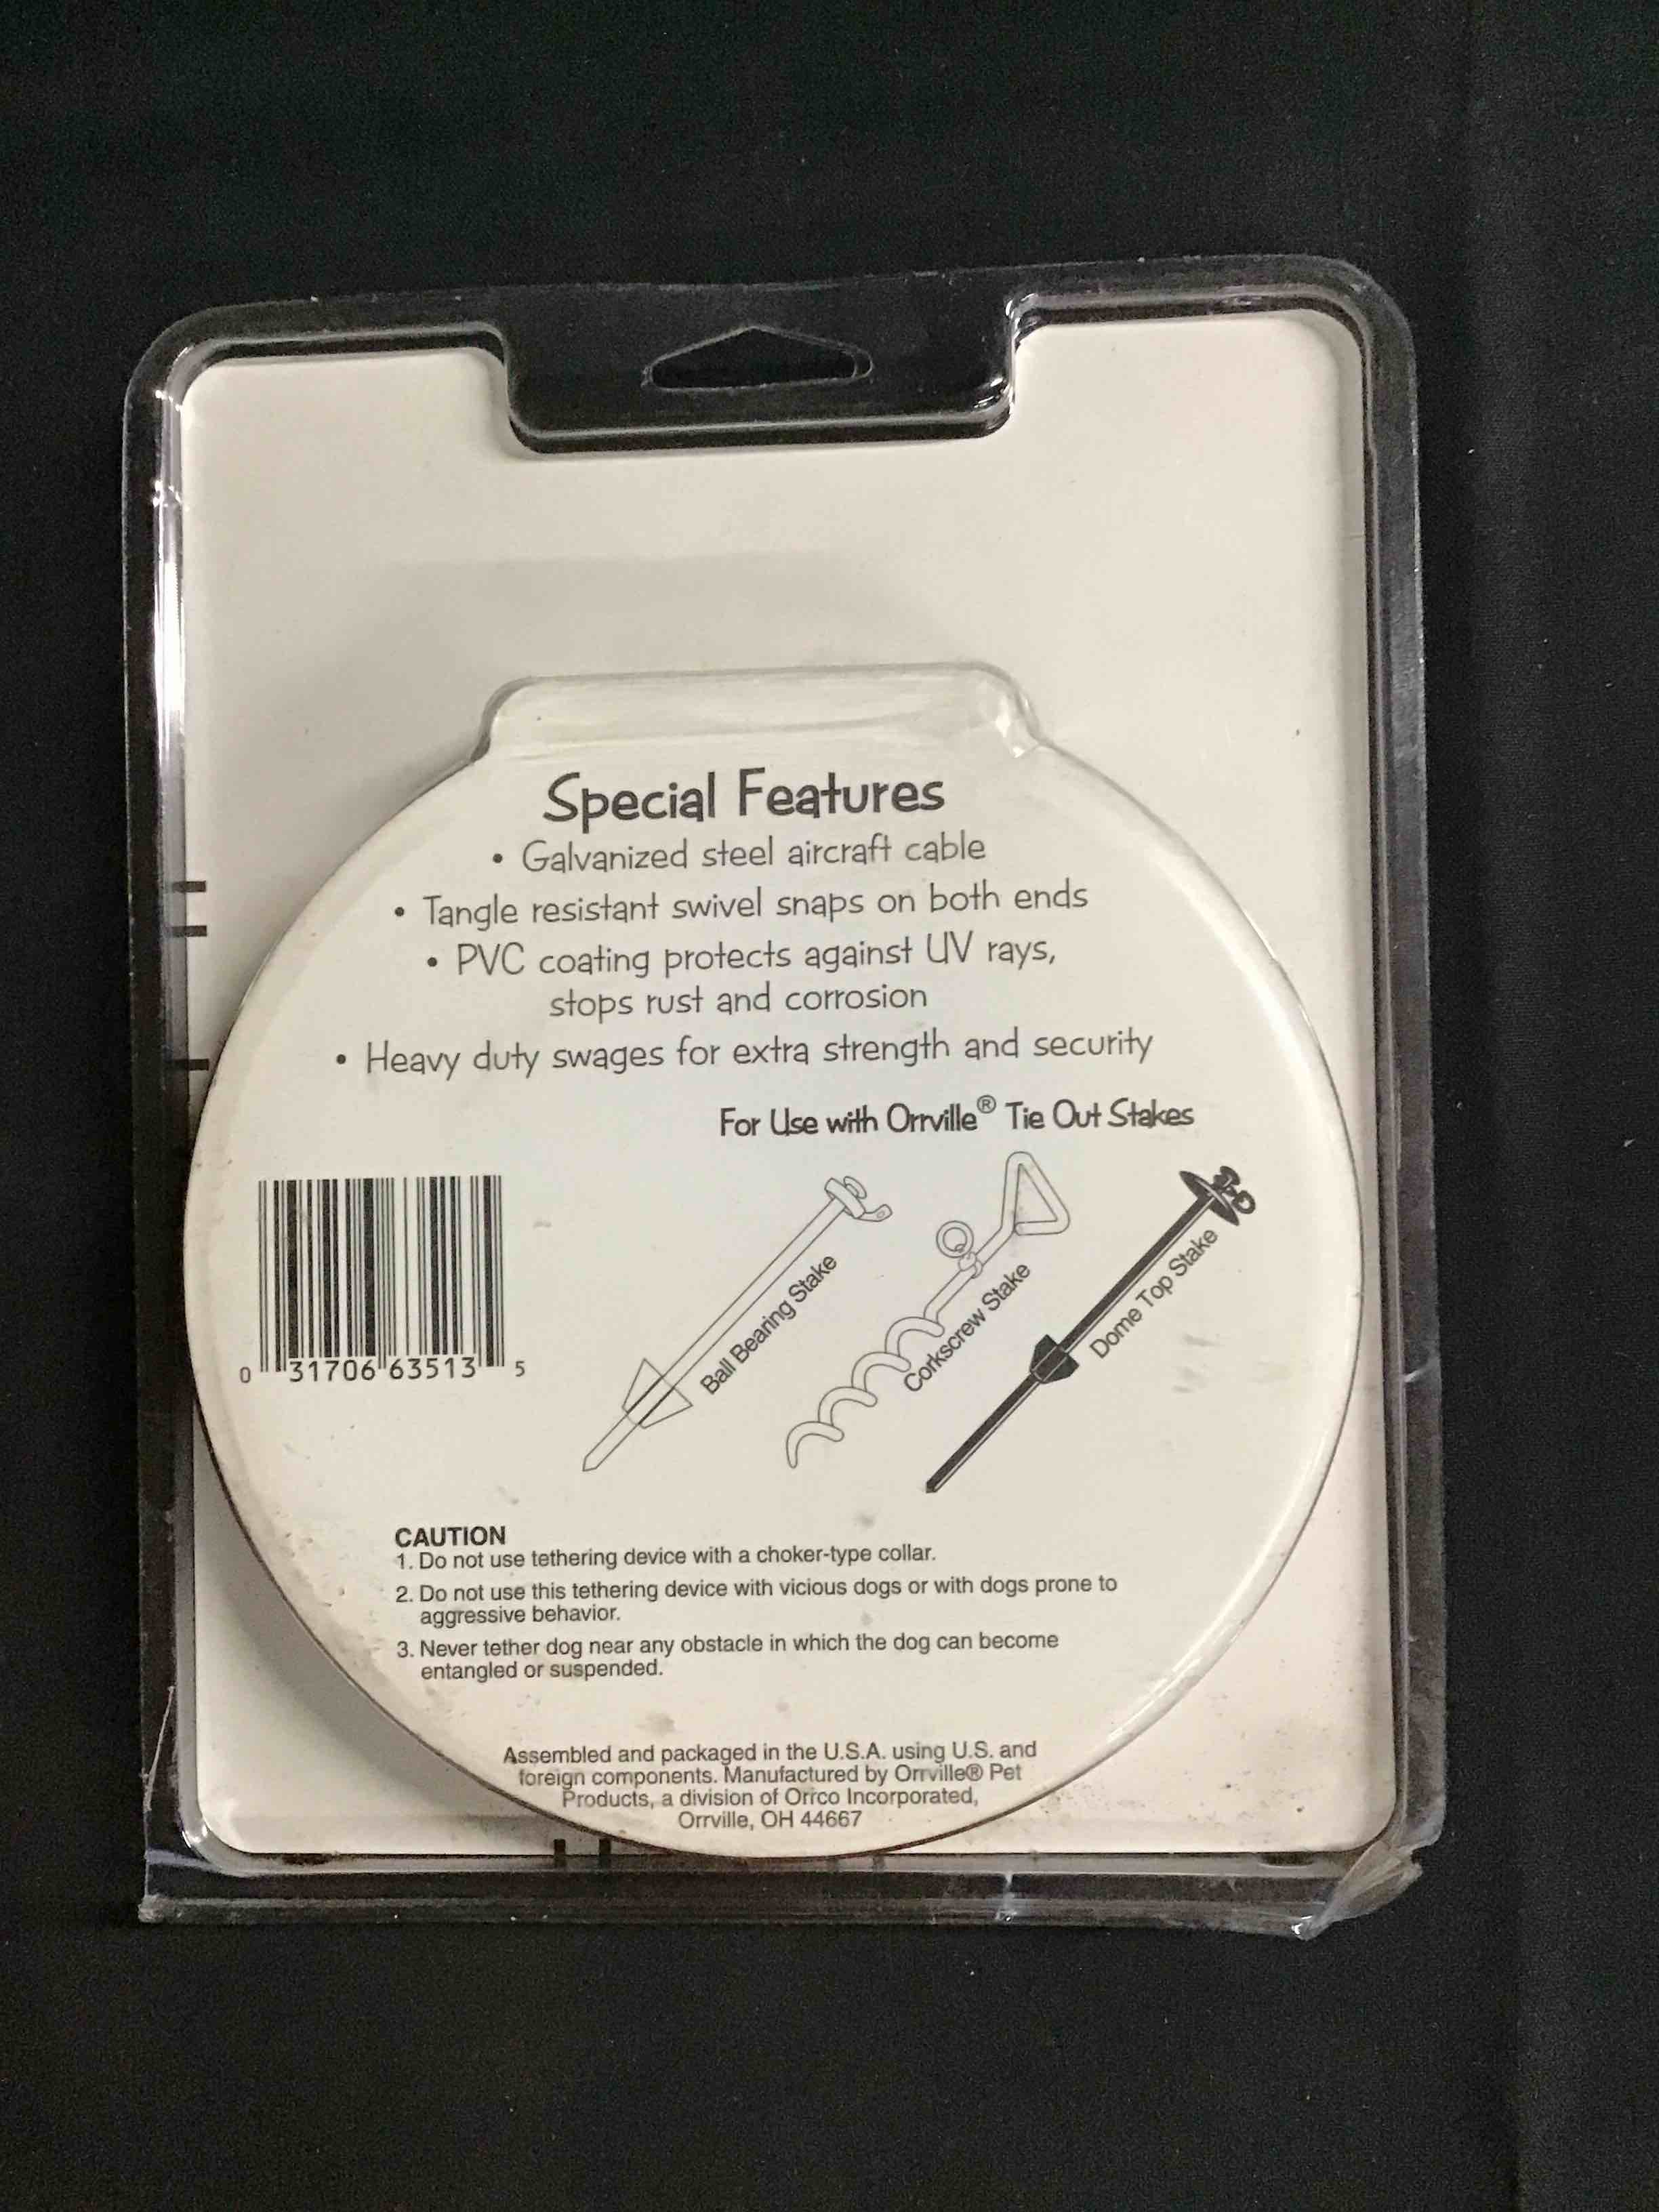 Special Features
• Galvanized steel aircraft cable
• Tangle resistant swivel snaps on both ends
• PVC coating protects against UV rays,
stops rust and corrosion
• Heavy duty swages for extra strength and security
For Use with Orrville® Tie Out Stakes
Ball Bearing Stake
Corkscrew Stake
Dome Top Stake
0 31706 63513 5
CAUTION
1. Do not use tethering device with a choker-type collar.
2. Do not use this tethering device with vicious dogs or with dogs prone to
aggressive behavior.
3. Never tether dog near any obstacle in which the dog can become
entangled or suspended.
Assembled and packaged in the U.S.A. using U.S. and
foreign components. Manufactured by Orrville® Pet
Products, a division of Orrco Incorporated,
Orrville, OH 44667